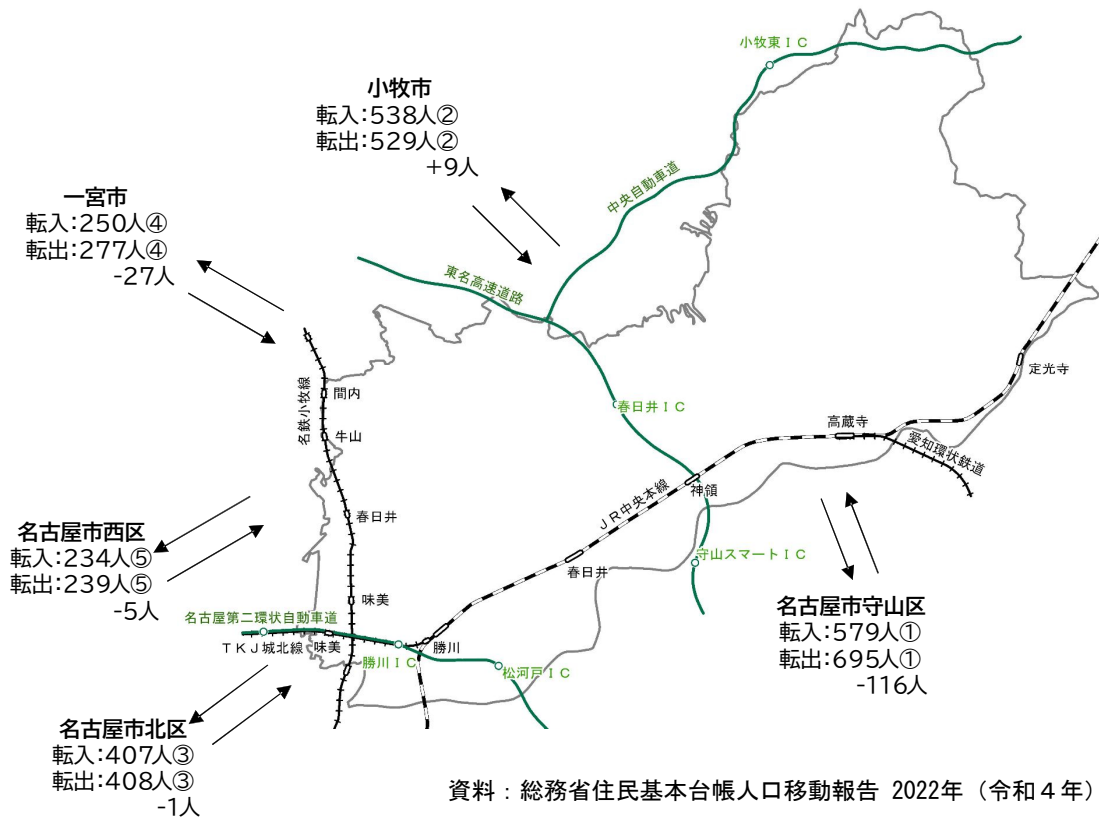 小牧東ＩＣ
小牧市
転入:538人②
転出:529人②
+9人
中央自動車道
一宮市
転入:250人④
転出:277人④
-27人
東名高速道路
名鉄小牧線
間内
牛山
春日井ＩＣ
定光寺
高蔵寺
愛知環状鉄道
ＪＲ中央本線
神領
春日井
名古屋市西区
転入:234人⑤
転出:239人⑤
-5人
守山スマートＩＣ
春日井
味美
名古屋市守山区
転入:579人①
転出:695人①
-116人
名古屋第二環状自動車道
ＴＫＪ城北線
味美
勝川ＩＣ
勝川
松河戸ＩＣ
名古屋市北区
転入:407人③
転出:408人③
-1人
資料：総務省住民基本台帳人口移動報告 2022年（令和４年）